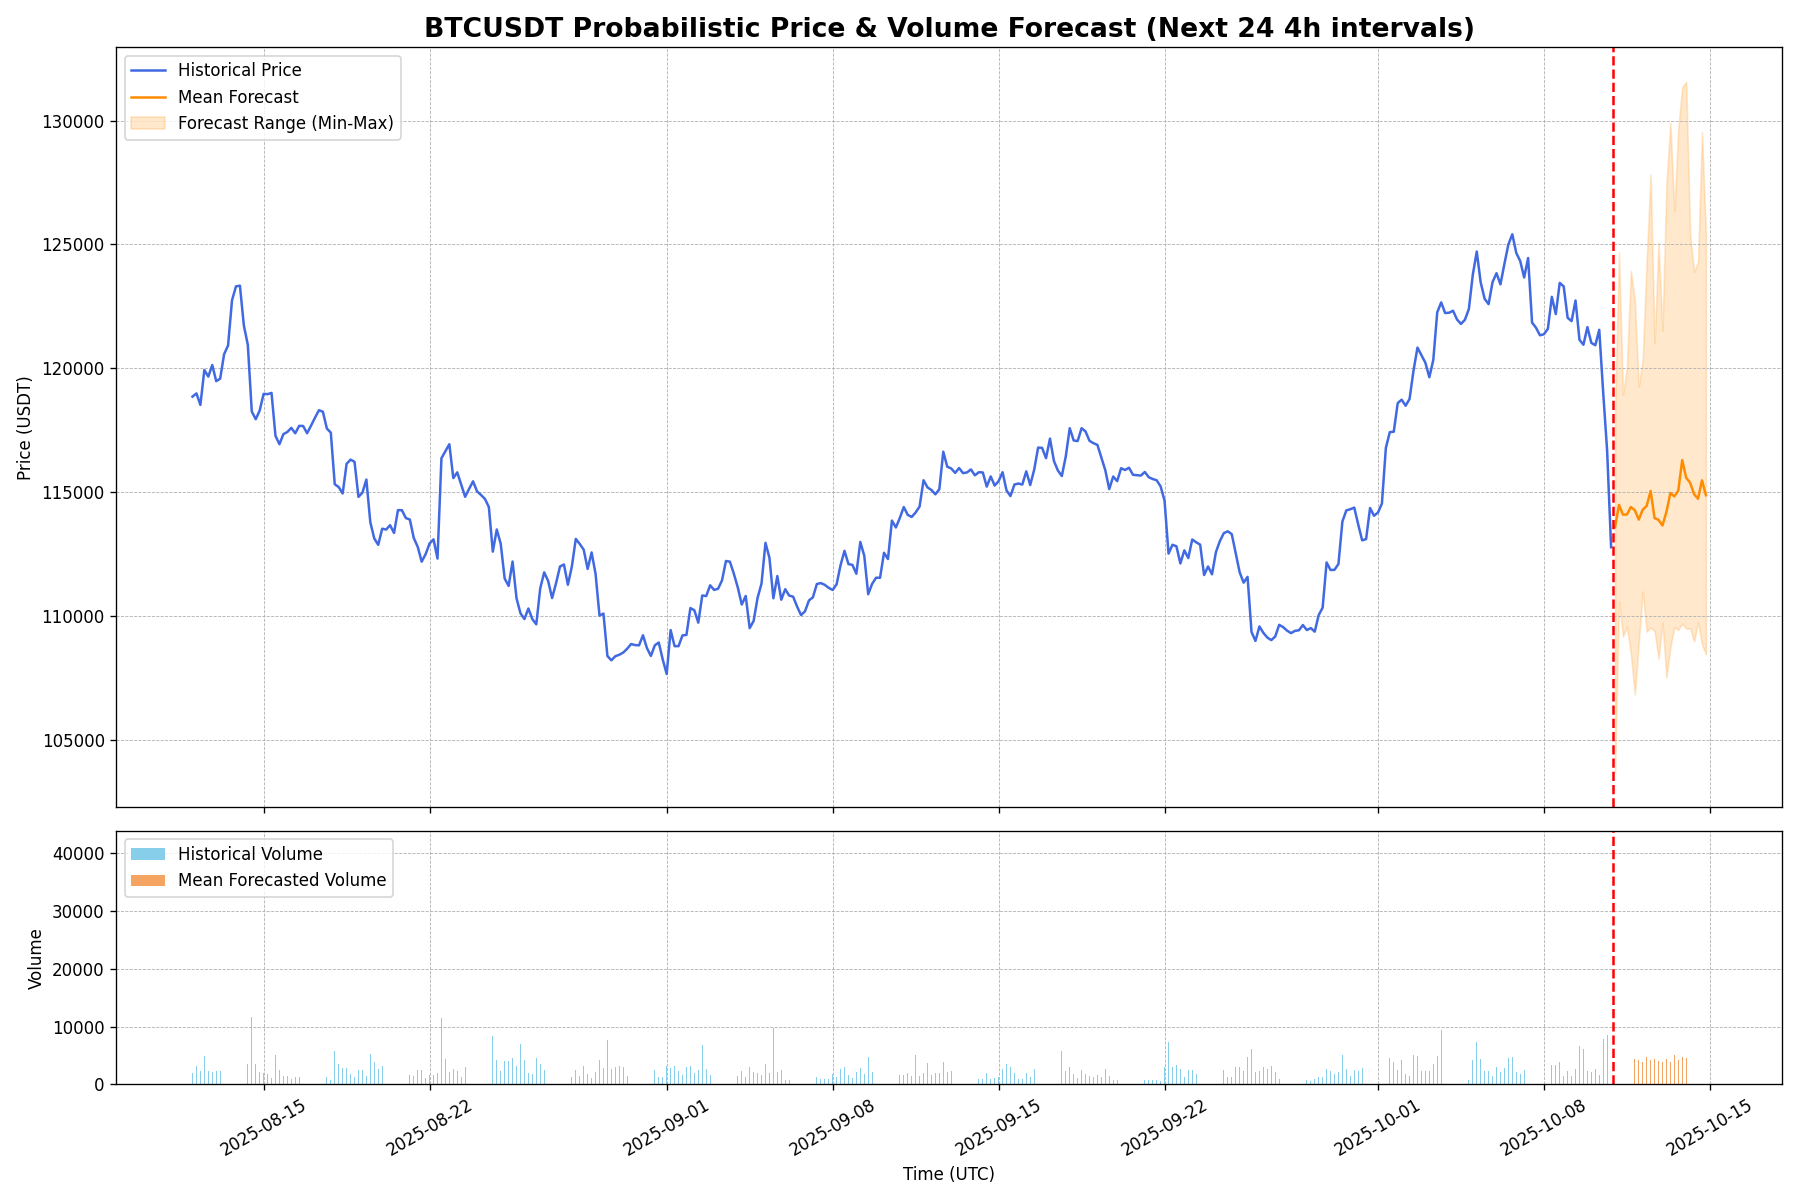 BTCUSDT Probabilistic Price & Volume Forecast (Next 24 4h intervals)
Historical Price
Mean Forecast
Forecast Range (Min-Max)
130000
125000
120000
115000
110000
105000
Price (USDT)
Historical Volume
Mean Forecasted Volume
40000
30000
20000
10000
0
Volume
2025-08-15
2025-08-22
2025-09-01
2025-09-08
2025-09-15
2025-09-22
2025-10-01
2025-10-08
2025-10-15
Time (UTC)